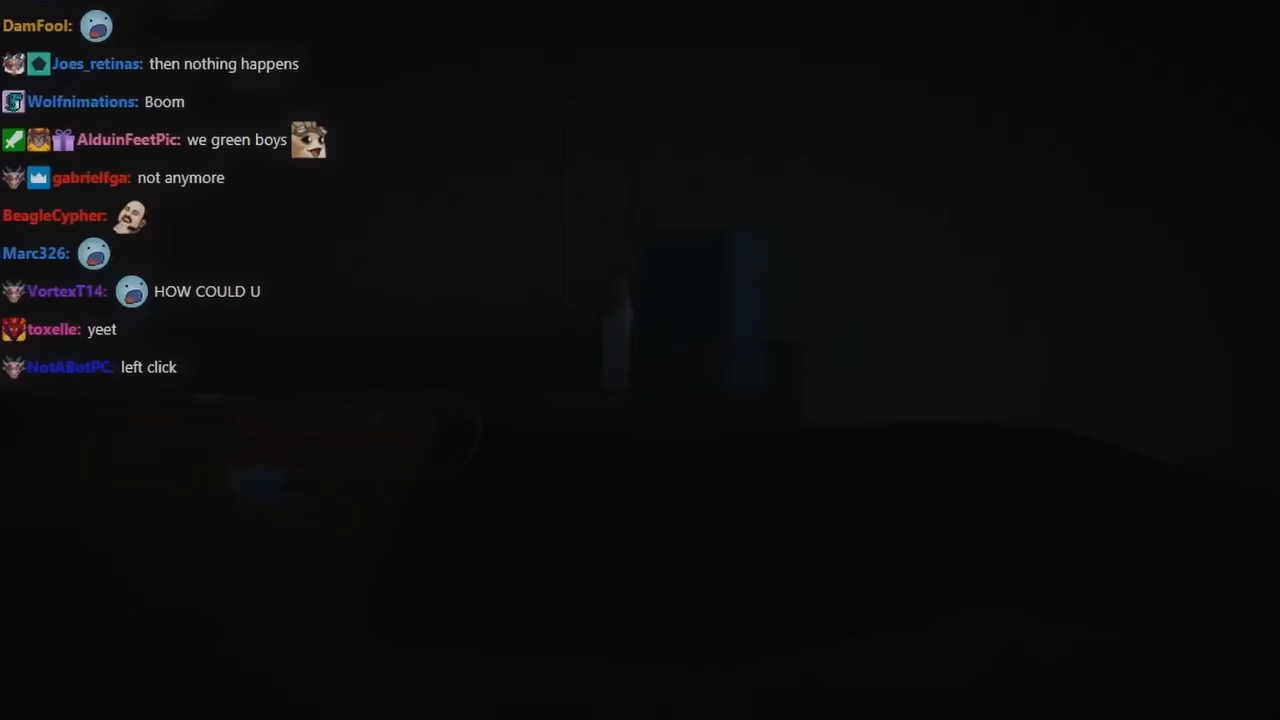 DamFool:
Joes_retinas: then nothing happens
Wolfnimations: Boom
AlduinFeetPic: we green boys
gabrielfga: not anymore
BeagleCypher:
Marc326:
VortexT14: HOW COULD U
toxelle: yeet
NotABotPC: left click